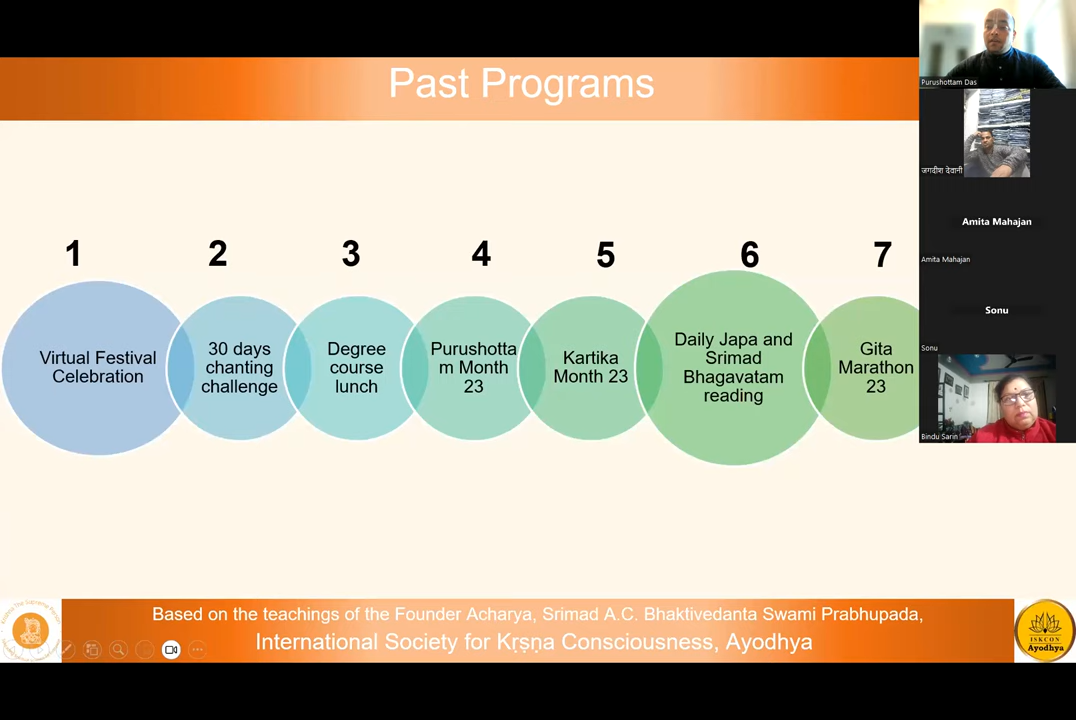 Past Programs
Purushottam Das
जगदीश देवानी
Amita Mahajan
Amita Mahajan
Sonu
Sonu
Bindu Sarin
1
2
3
4
5
6
7
Virtual Festival
Celebration
30 days
chanting
challenge
Degree
course
lunch
Purushotta
m Month
23
Kartika
Month 23
Daily Japa and
Srimad
Bhagavatam
reading
Gita
Marathon
23
Based on the teachings of the Founder Acharya, Srimad A.C. Bhaktivedanta Swami Prabhupada,
International Society for Kṛṣṇa Consciousness, Ayodhya
ISKCON
Ayodhya